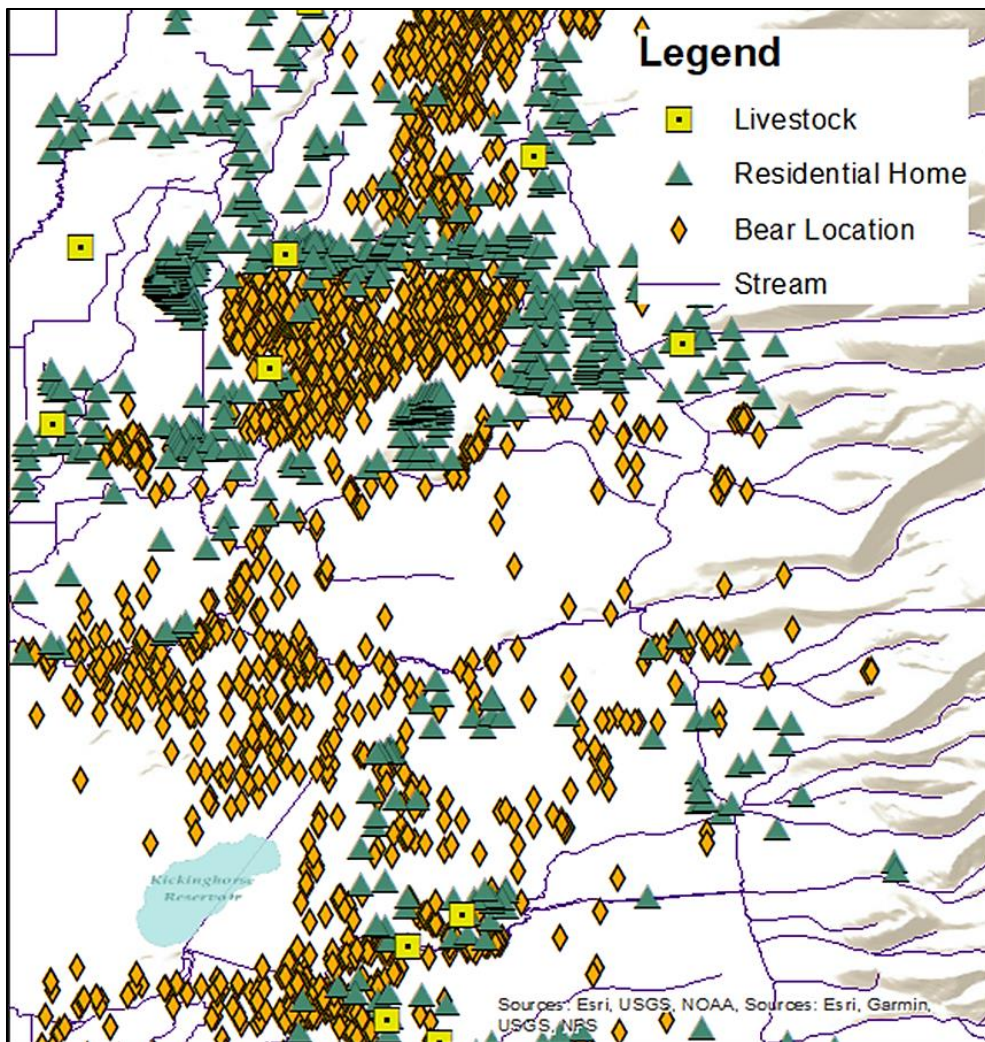 Legend
Livestock
Residential Home
Bear Location
Stream
Kickinghorse
Reservoir
Sources: Esri, USGS, NOAA, Sources: Esri, Garmin,
USGS, NPS